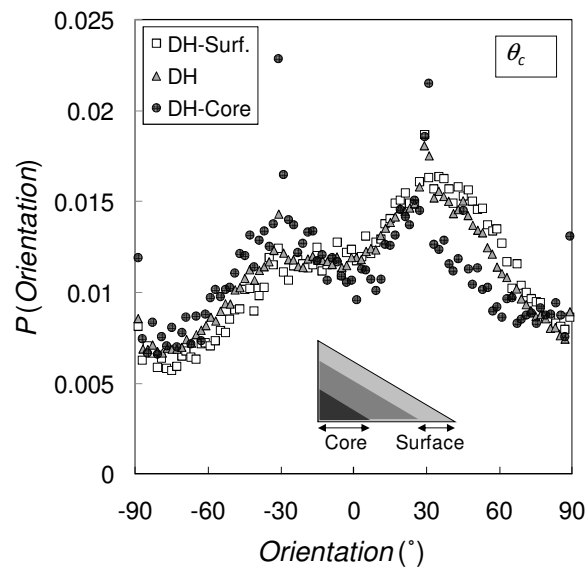 0.025
0.02
0.015
0.01
0.005
0
P (Orientation)
DH-Surf.
DH
DH-Core
θc
Core Surface
-90 -60 -30 0 30 60 90
Orientation (°)